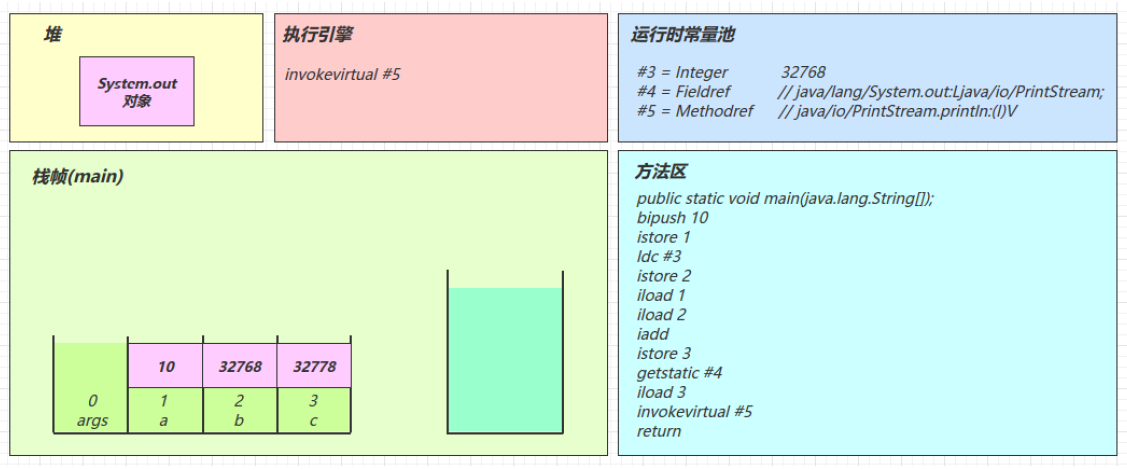 堆
System.out
对象
执行引擎
invokevirtual #5
运行时常量池
#3 = Integer 32768
#4 = Fieldref // java/lang/System.out:Ljava/io/PrintStream;
#5 = Methodref // java/io/PrintStream.println:(I)V
栈帧(main)
10 32768 32778
0 1 2 3
args a b c
方法区
public static void main(java.lang.String[]);
bipush 10
istore 1
ldc #3
istore 2
iload 1
iload 2
iadd
istore 3
getstatic #4
iload 3
invokevirtual #5
return